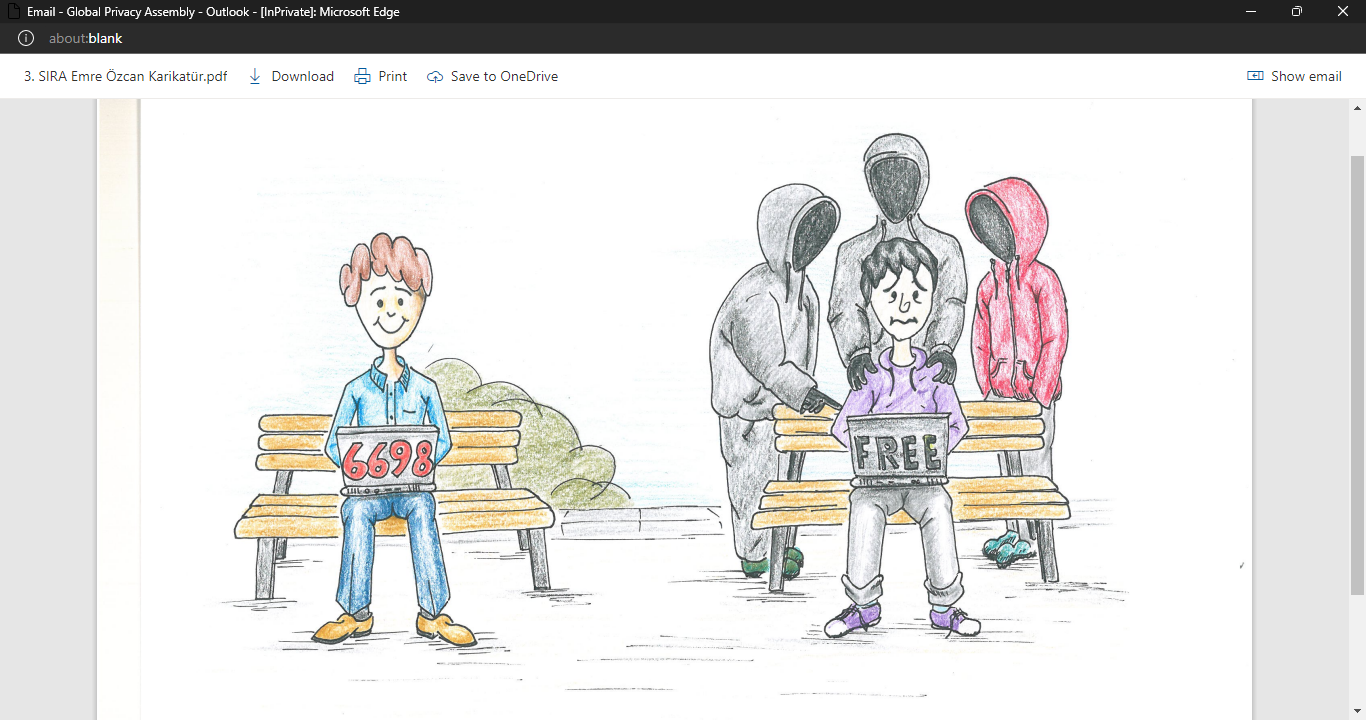 Email - Global Privacy Assembly - Outlook - [InPrivate]: Microsoft Edge
about:blank
3. SIRA Emre Özcan Karikatür.pdf Download Print Save to OneDrive Show email
6698
FREE